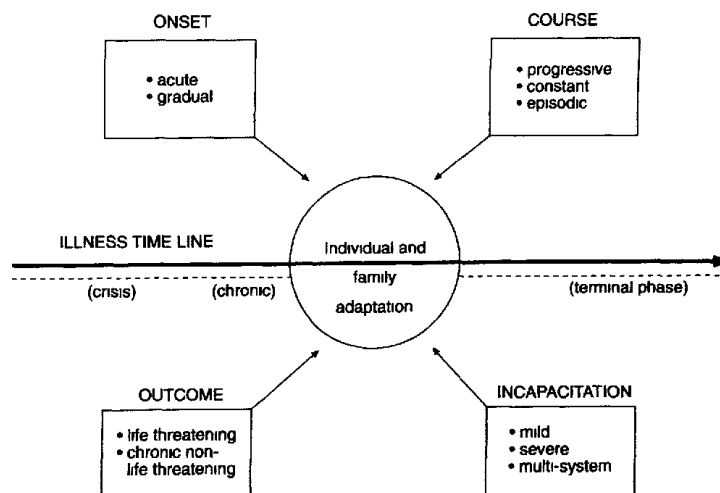 ONSET
• acute
• gradual
COURSE
• progressive
• constant
• episodic
ILLNESS TIME LINE
Individual and
family
adaptation
(crisis)
(chronic)
(terminal phase)
OUTCOME
• life threatening
• chronic non-
life threatening
INCAPACITATION
• mild
• severe
• multi-system